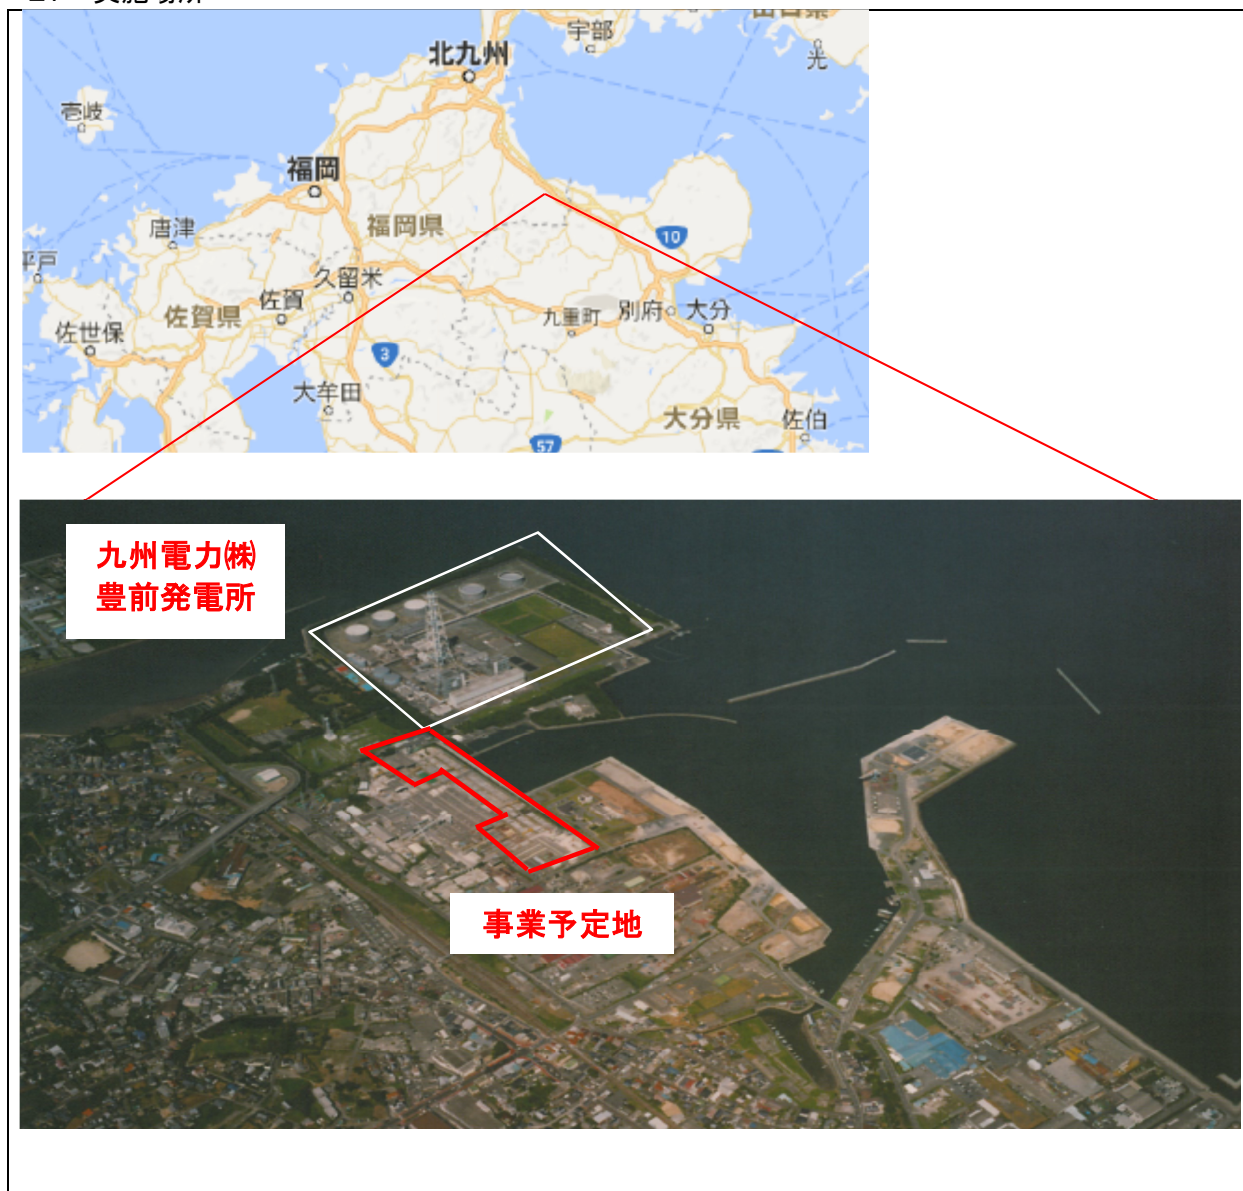 宇部
光
北九州
壱岐
福岡
福岡県
唐津
10
平戸
久留米
佐賀
佐賀県
九重町
別府
大分
佐世保
3
大牟田
大分県
佐伯
57
九州電力㈱
豊前発電所
事業予定地